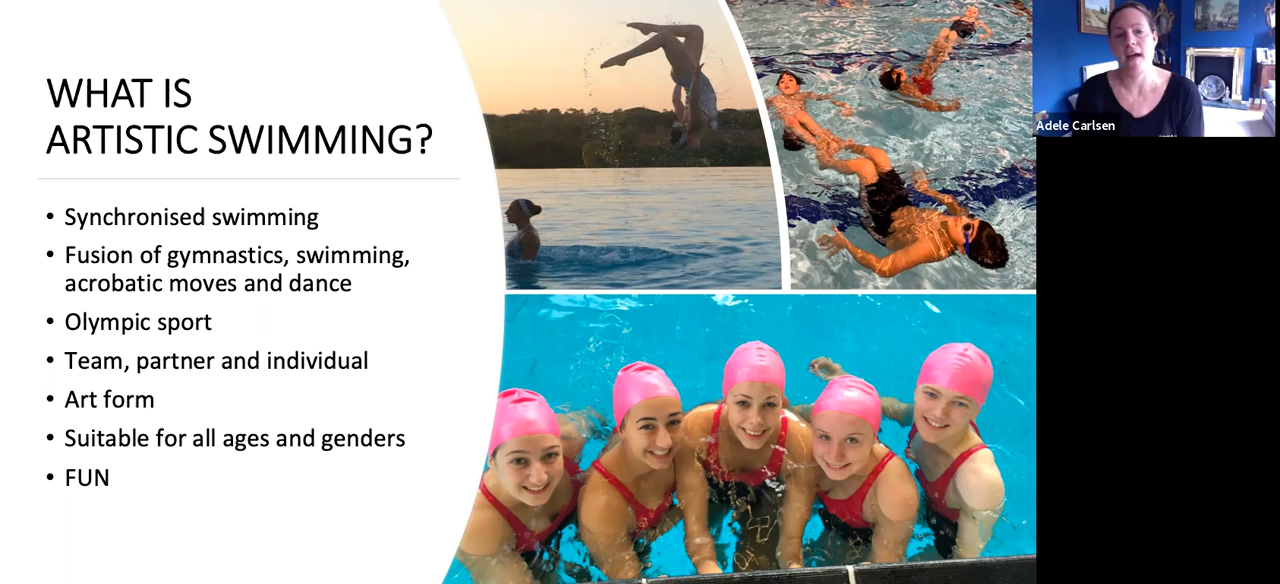 WHAT IS
ARTISTIC SWIMMING?
• Synchronised swimming
• Fusion of gymnastics, swimming,
acrobatic moves and dance
• Olympic sport
• Team, partner and individual
• Art form
• Suitable for all ages and genders
• FUN
Adele Carlsen